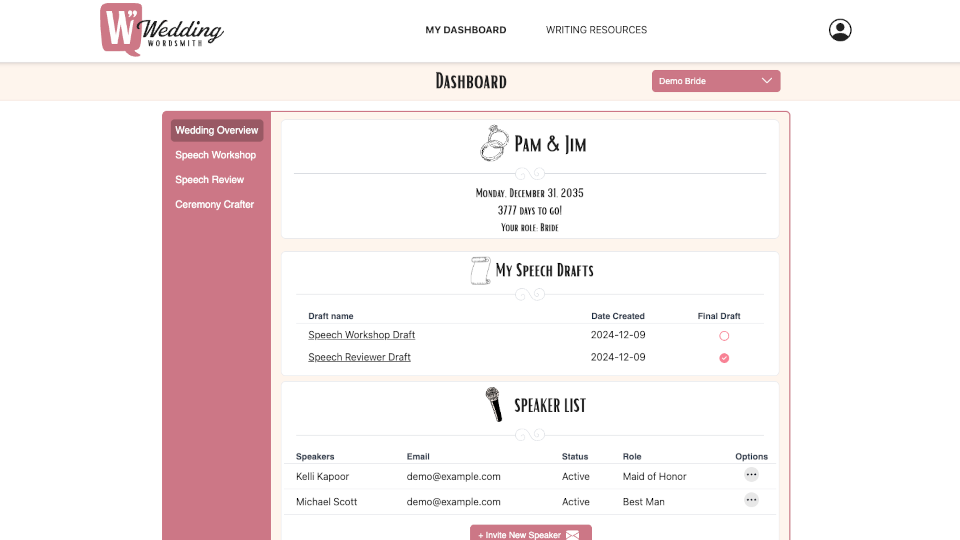 W" Wedding
WORDSMITH
MY DASHBOARD WRITING RESOURCES
DASHBOARD
Demo Bride
Wedding Overview
Speech Workshop
Speech Review
Ceremony Crafter
PAM & JIM
MONDAY, DECEMBER 31, 2035
3777 DAYS TO GO!
YOUR ROLE: BRIDE
MY SPEECH DRAFTS
Draft name Date Created Final Draft
Speech Workshop Draft 2024-12-09
Speech Reviewer Draft 2024-12-09
SPEAKER LIST
Speakers Email Status Role Options
Kelli Kapoor demo@example.com Active Maid of Honor
Michael Scott demo@example.com Active Best Man
+ Invite New Speaker